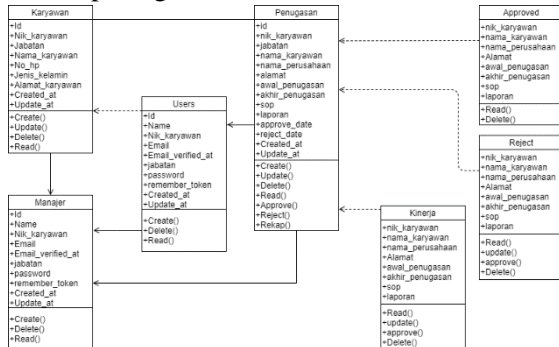 Karyawan
+Id
+Nik_karyawan
+Jabatan
+Nama_karyawan
+No_hp
+Jenis_kelamin
+Alamat_karyawan
+Created_at
+Update_at
+Create()
+Update()
+Delete()
+Read()
Manajer
+Id
+Name
+Nik_karyawan
+Email
+Email_verified_at
+jabatan
+password
+remember_token
+Created_at
+Update_at
+Create()
+Delete()
+Read()
Users
+Id
+Name
+Nik_karyawan
+Email
+Email_verified_at
+jabatan
+password
+remember_token
+Created_at
+Update_at
+Create()
+Delete()
+Read()
Penugasan
+id
+nik_karyawan
+jabatan
+nama_karyawan
+nama_perusahaan
+alamat
+awal_penugasan
+akhir_penugasan
+sop
+laporan
+approve_date
+reject_date
+Created_at
+Update_at
+Create()
+Update()
+Delete()
+Read()
+Approve()
+Reject()
+Rekap()
Kinerja
+nik_karyawan
+nama_karyawan
+nama_perusahaan
+Alamat
+awal_penugasan
+akhir_penugasan
+sop
+laporan
+Read()
+update()
+approve()
+Delete()
Approved
+nik_karyawan
+nama_karyawan
+nama_perusahaan
+Alamat
+awal_penugasan
+akhir_penugasan
+sop
+laporan
+Read()
+Delete()
Reject
+nik_karyawan
+nama_karyawan
+nama_perusahaan
+Alamat
+awal_penugasan
+akhir_penugasan
+sop
+laporan
+Read()
+update()
+approve()
+Delete()